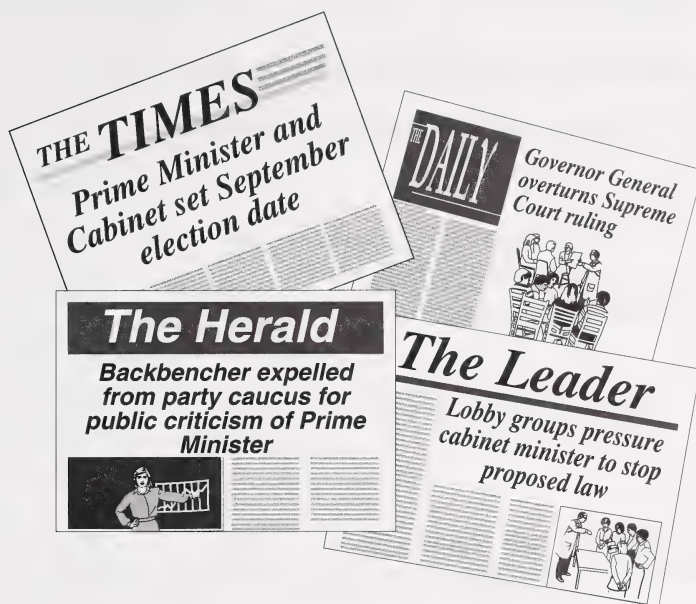 THE TIMES
Prime Minister and
Cabinet set September
election date
THE
DAILY
Governor General
overturns Supreme
Court ruling
The Herald
Backbencher expelled
from party caucus for
public criticism of Prime
Minister
The Leader
Lobby groups pressure
cabinet minister to stop
proposed law